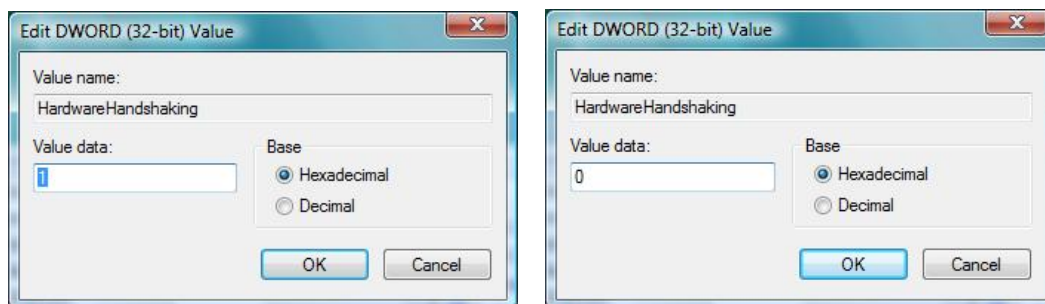 Edit DWORD (32-bit) Value
Value name:
HardwareHandshaking
Value data:
1
Base
Hexadecimal
Decimal
OK
Cancel
Edit DWORD (32-bit) Value
Value name:
HardwareHandshaking
Value data:
0
Base
Hexadecimal
Decimal
OK
Cancel